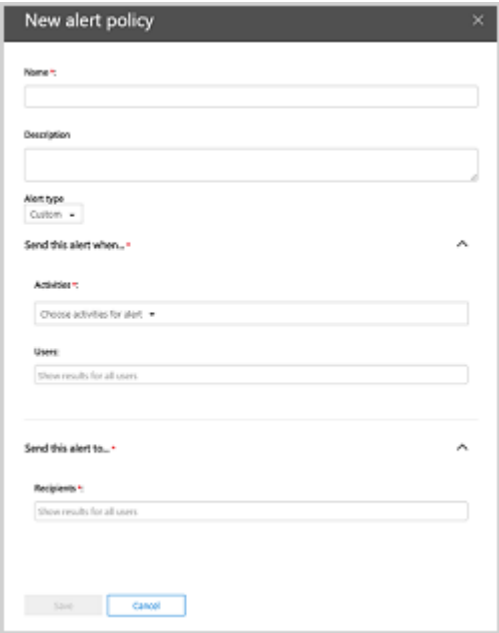 New alert policy
Name *:
Description
Alert type
Custom
Send this alert when... *
Activities *:
Choose activities for alert
Users:
Show results for all users
Send this alert to... *
Recipients *:
Show results for all users
Save
Cancel